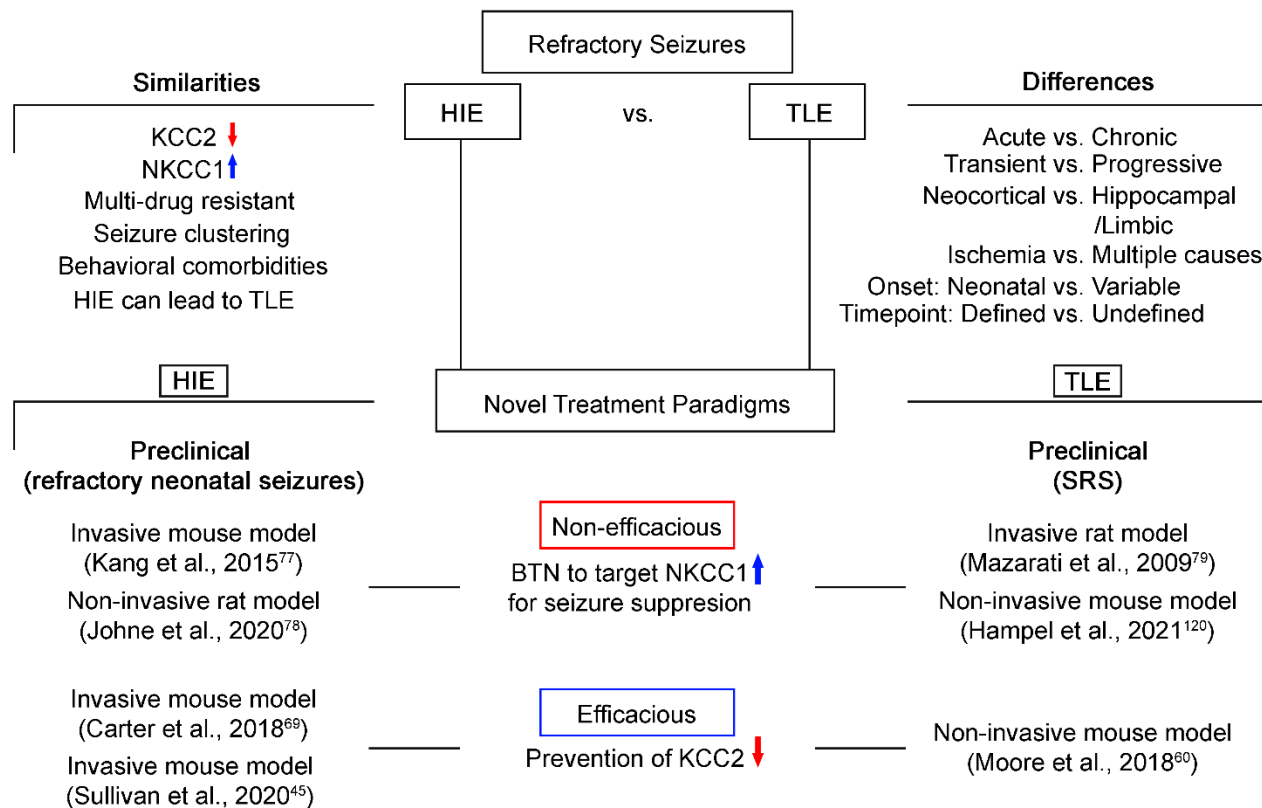 Refractory Seizures
Similarities
HIE
vs.
TLE
Differences
KCC2
NKCC1
Multi-drug resistant
Seizure clustering
Behavioral comorbidities
HIE can lead to TLE
Acute vs. Chronic
Transient vs. Progressive
Neocortical vs. Hippocampal
/Limbic
Ischemia vs. Multiple causes
Onset: Neonatal vs. Variable
Timepoint: Defined vs. Undefined
HIE
Novel Treatment Paradigms
TLE
Preclinical
(refractory neonatal seizures)
Invasive mouse model
(Kang et al., 2015⁷⁷)
Non-invasive rat model
(Johne et al., 2020⁷⁸)
Non-efficacious
BTN to target NKCC1
for seizure suppresion
Preclinical
(SRS)
Invasive rat model
(Mazarati et al., 2009⁷⁹)
Non-invasive mouse model
(Hampel et al., 2021¹²⁰)
Invasive mouse model
(Carter et al., 2018⁶⁹)
Invasive mouse model
(Sullivan et al., 2020⁴⁵)
Efficacious
Prevention of KCC2
Non-invasive mouse model
(Moore et al., 2018⁶⁰)